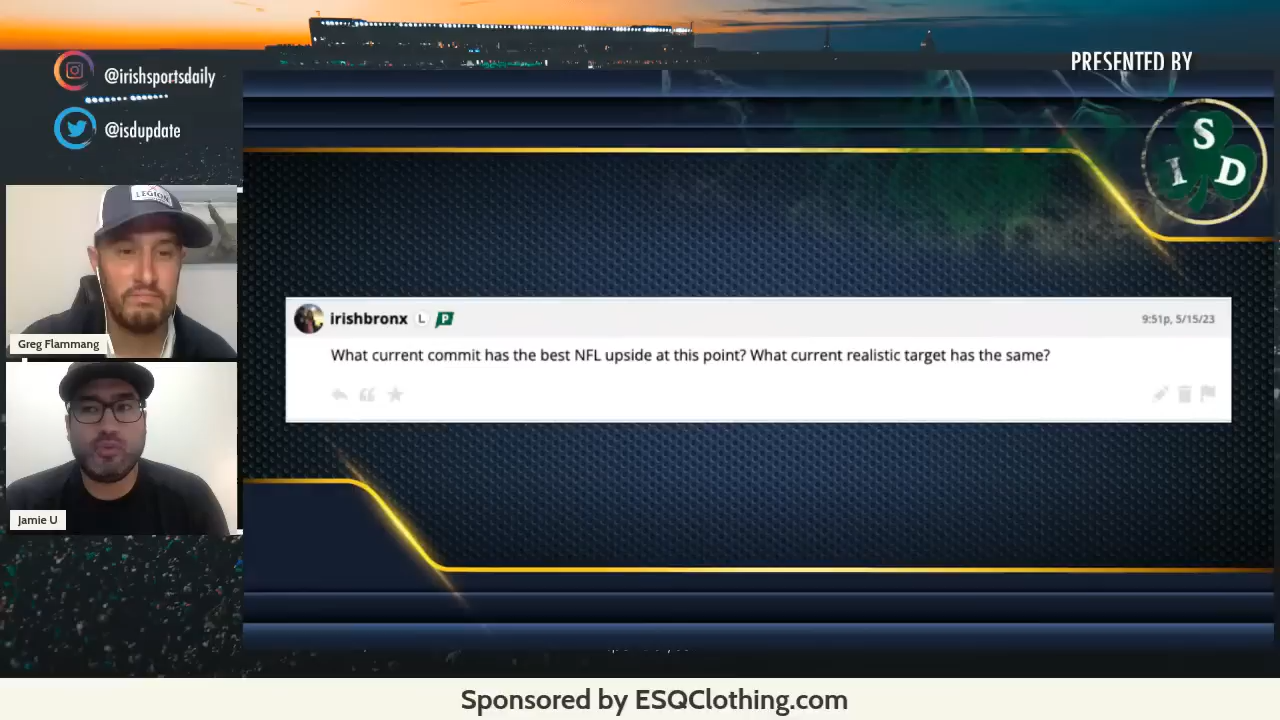 @irishsportsdaily
PRESENTED BY
@isdupdate
I S D
LEGION
Greg Flammang
Jamie U
irishbronx L P
9:51p, 5/15/23
What current commit has the best NFL upside at this point? What current realistic target has the same?
Sponsored by ESQClothing.com